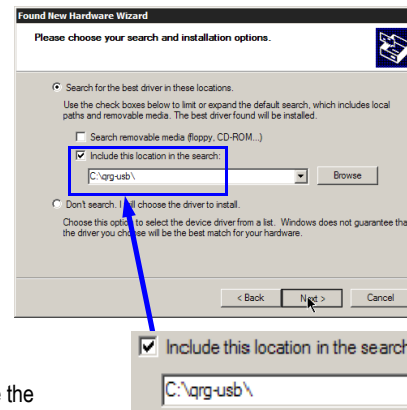 Found New Hardware Wizard
Please choose your search and installation options.
Search for the best driver in these locations.
Use the check boxes below to limit or expand the default search, which includes local
paths and removable media. The best driver found will be installed.
Search removable media (floppy, CD-ROM...)
Include this location in the search:
C:\qrg-usb\
Browse
Don't search. I will choose the driver to install.
Choose this option to select the device driver from a list. Windows does not guarantee tha
the driver you choose will be the best match for your hardware.
< Back
Next >
Cancel
Include this location in the search
C:\qrg-usb\
the